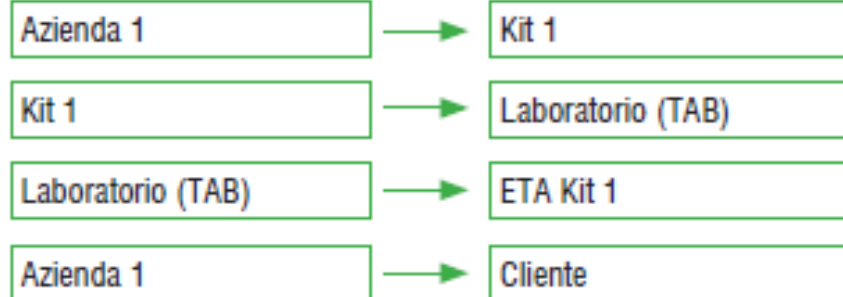 Azienda 1 Kit 1
Kit 1 Laboratorio (TAB)
Laboratorio (TAB) ETA Kit 1
Azienda 1 Cliente